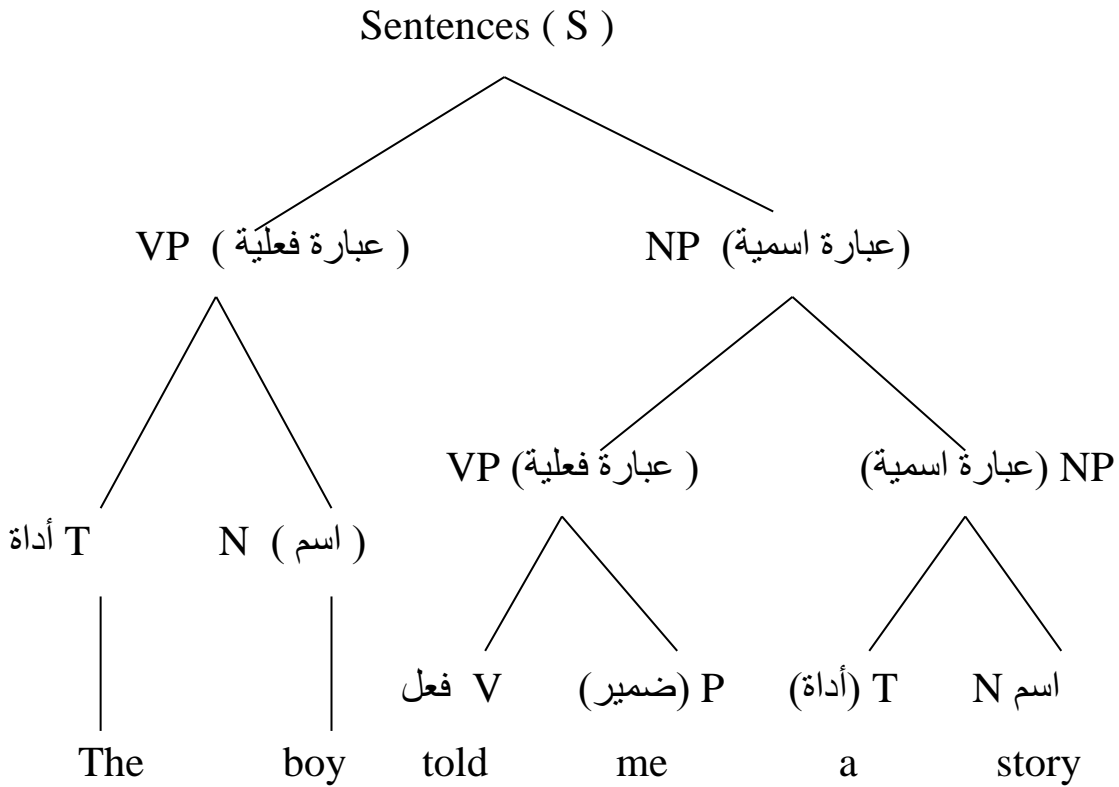 Sentences ( S )
VP ( عبارة فعلية ) NP (عبارة اسمية)
VP (عبارة فعلية ) (عبارة اسمية) NP
أداة T N ( اسم )
فعل V (ضمير) P (أداة) T اسم N
The boy told me a story